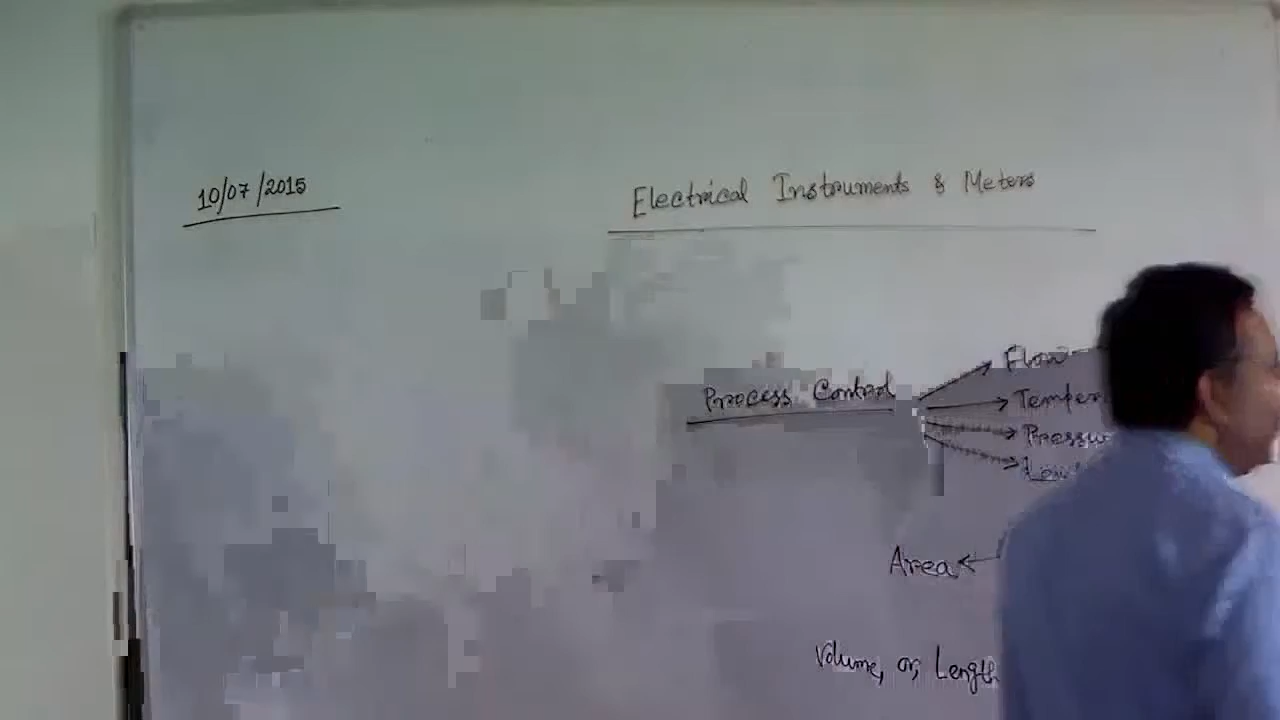 10/07/2015
Electrical Instruments & Meters
Process Control
Flow
Temper
Pressu
Area
Volume, or Length